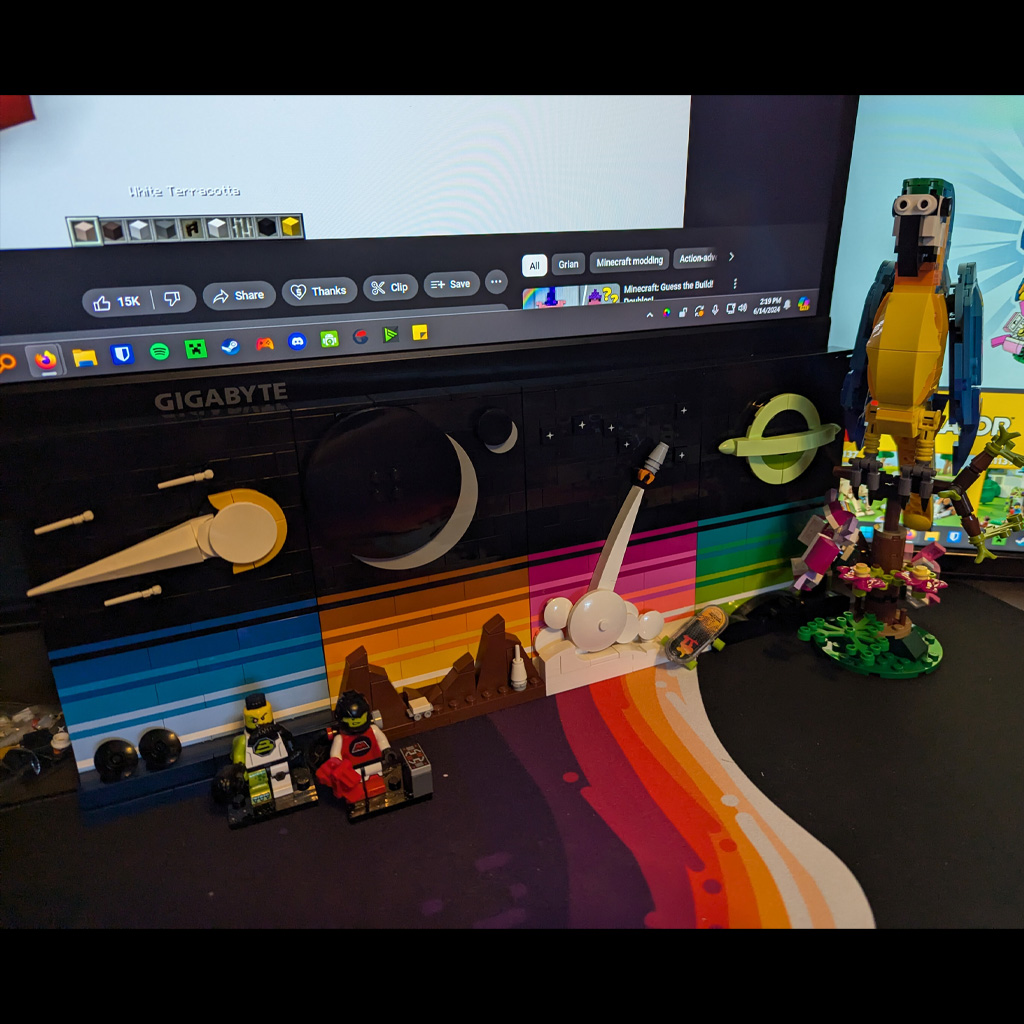 White Terracotta
15K
Share
Thanks
Clip
Save
All
Grian
Minecraft modding
Action-adv
Minecraft: Guess the Build!
Doubles!
2:19 PM
6/14/2024
GIGABYTE